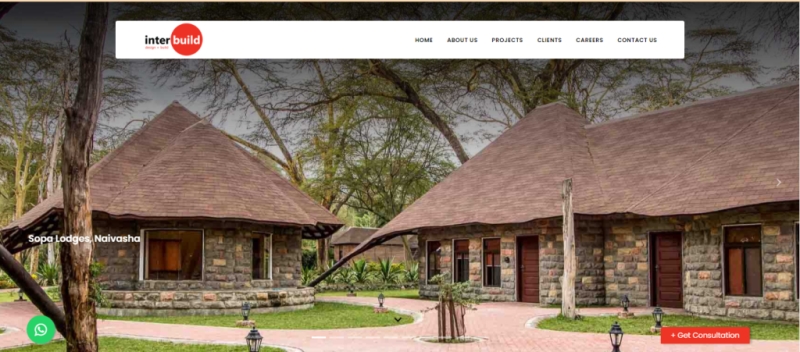 inter build
design + build
HOME ABOUT US PROJECTS CLIENTS CAREERS CONTACT US
Sopa Lodges, Naivasha
+ Get Consultation